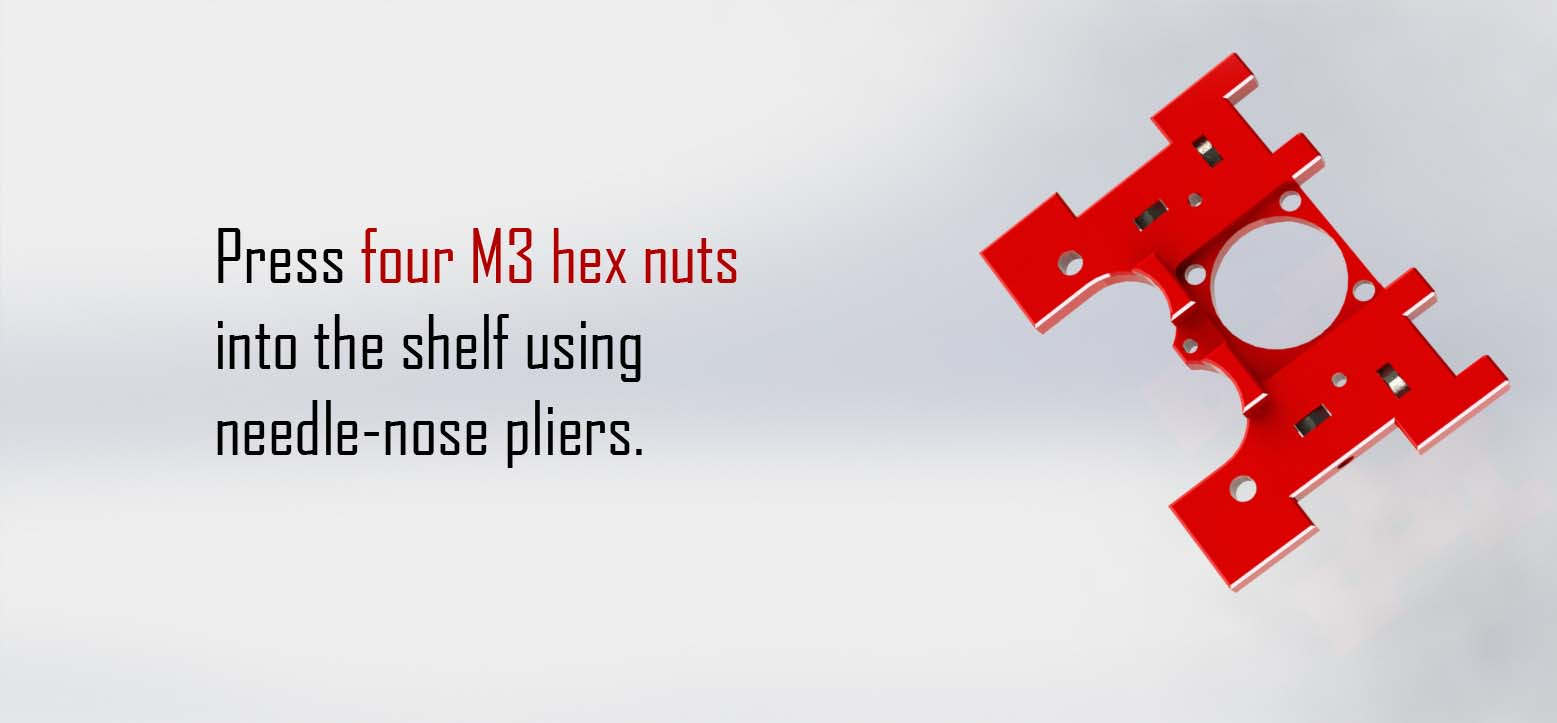 Press four M3 hex nuts
into the shelf using
needle-nose pliers.